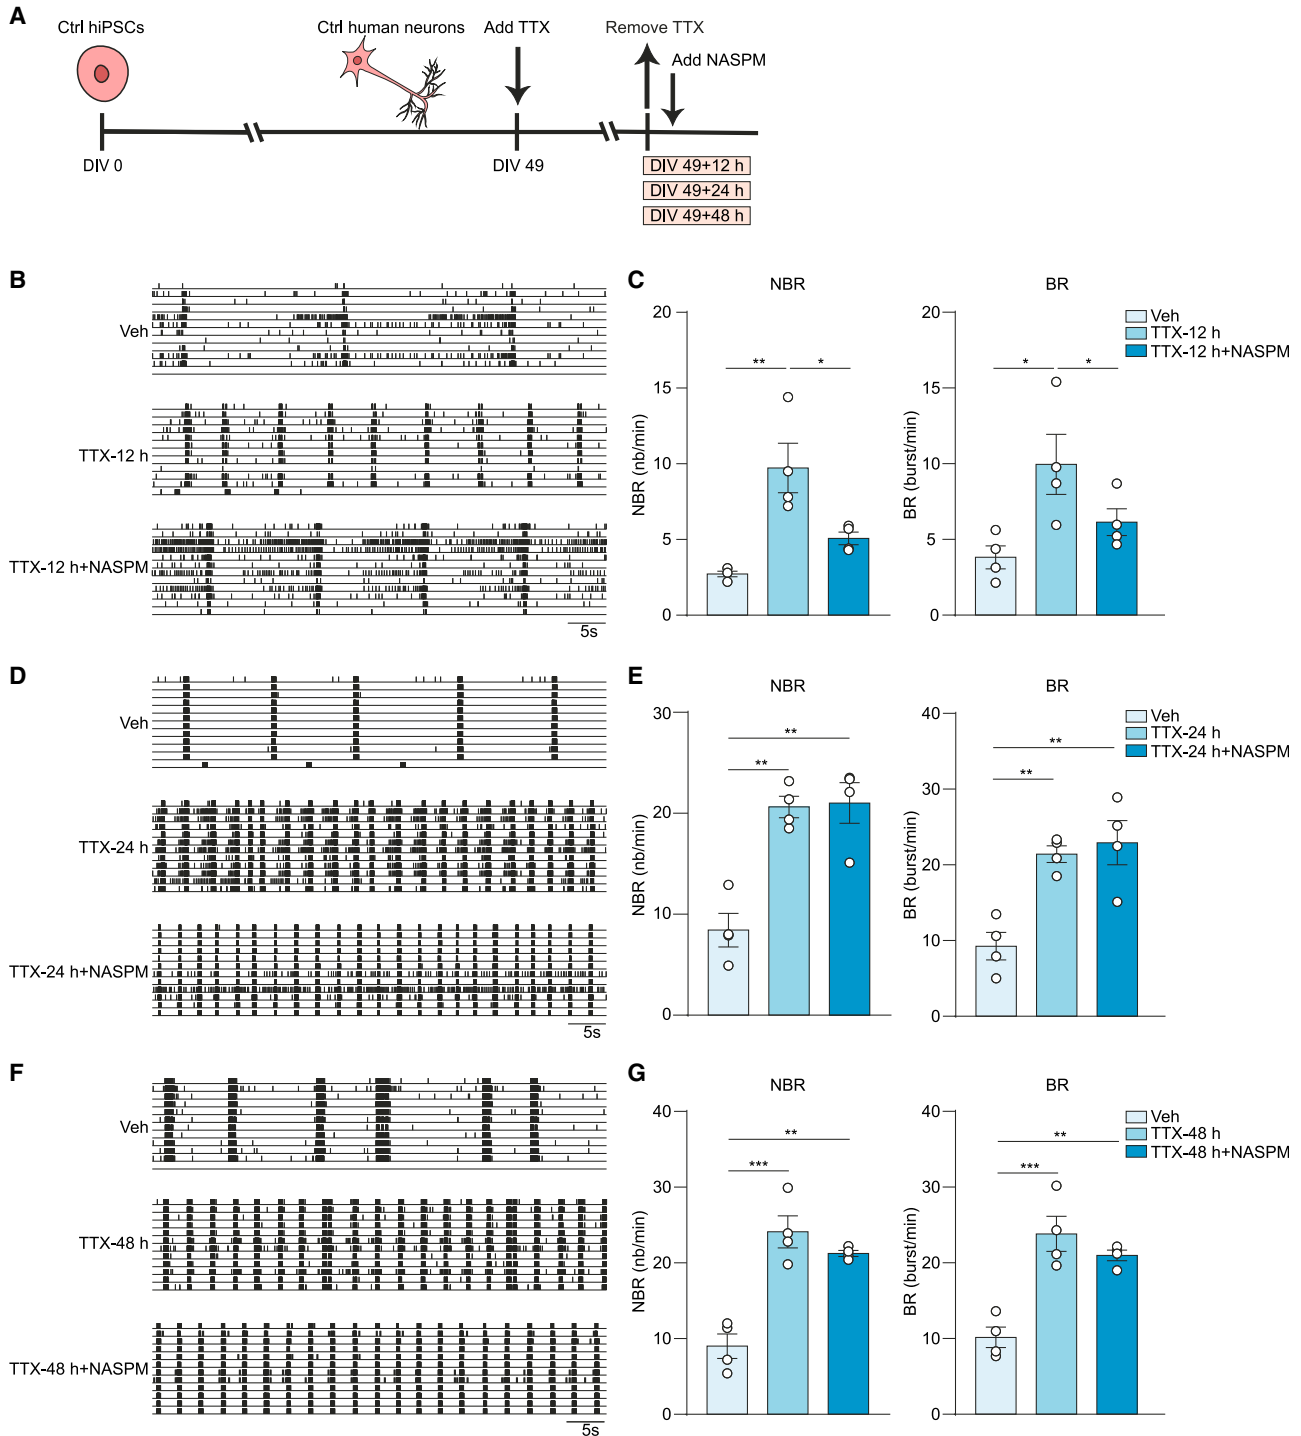 A
Ctrl hiPSCs
Ctrl human neurons
Add TTX
Remove TTX
Add NASPM
DIV 0
DIV 49
DIV 49+12 h
DIV 49+24 h
DIV 49+48 h
B
Veh
TTX-12 h
TTX-12 h+NASPM
5s
C
NBR
NBR (nb/min)
20
15
10
5
0
**
*
BR
BR (burst/min)
20
15
10
5
0
*
*
Veh
TTX-12 h
TTX-12 h+NASPM
D
Veh
TTX-24 h
TTX-24 h+NASPM
5s
E
NBR
NBR (nb/min)
30
20
10
0
**
**
BR
BR (burst/min)
40
30
20
10
0
**
**
Veh
TTX-24 h
TTX-24 h+NASPM
F
Veh
TTX-48 h
TTX-48 h+NASPM
5s
G
NBR
NBR (nb/min)
40
30
20
10
0
**
***
BR
BR (burst/min)
40
30
20
10
0
**
***
Veh
TTX-48 h
TTX-48 h+NASPM